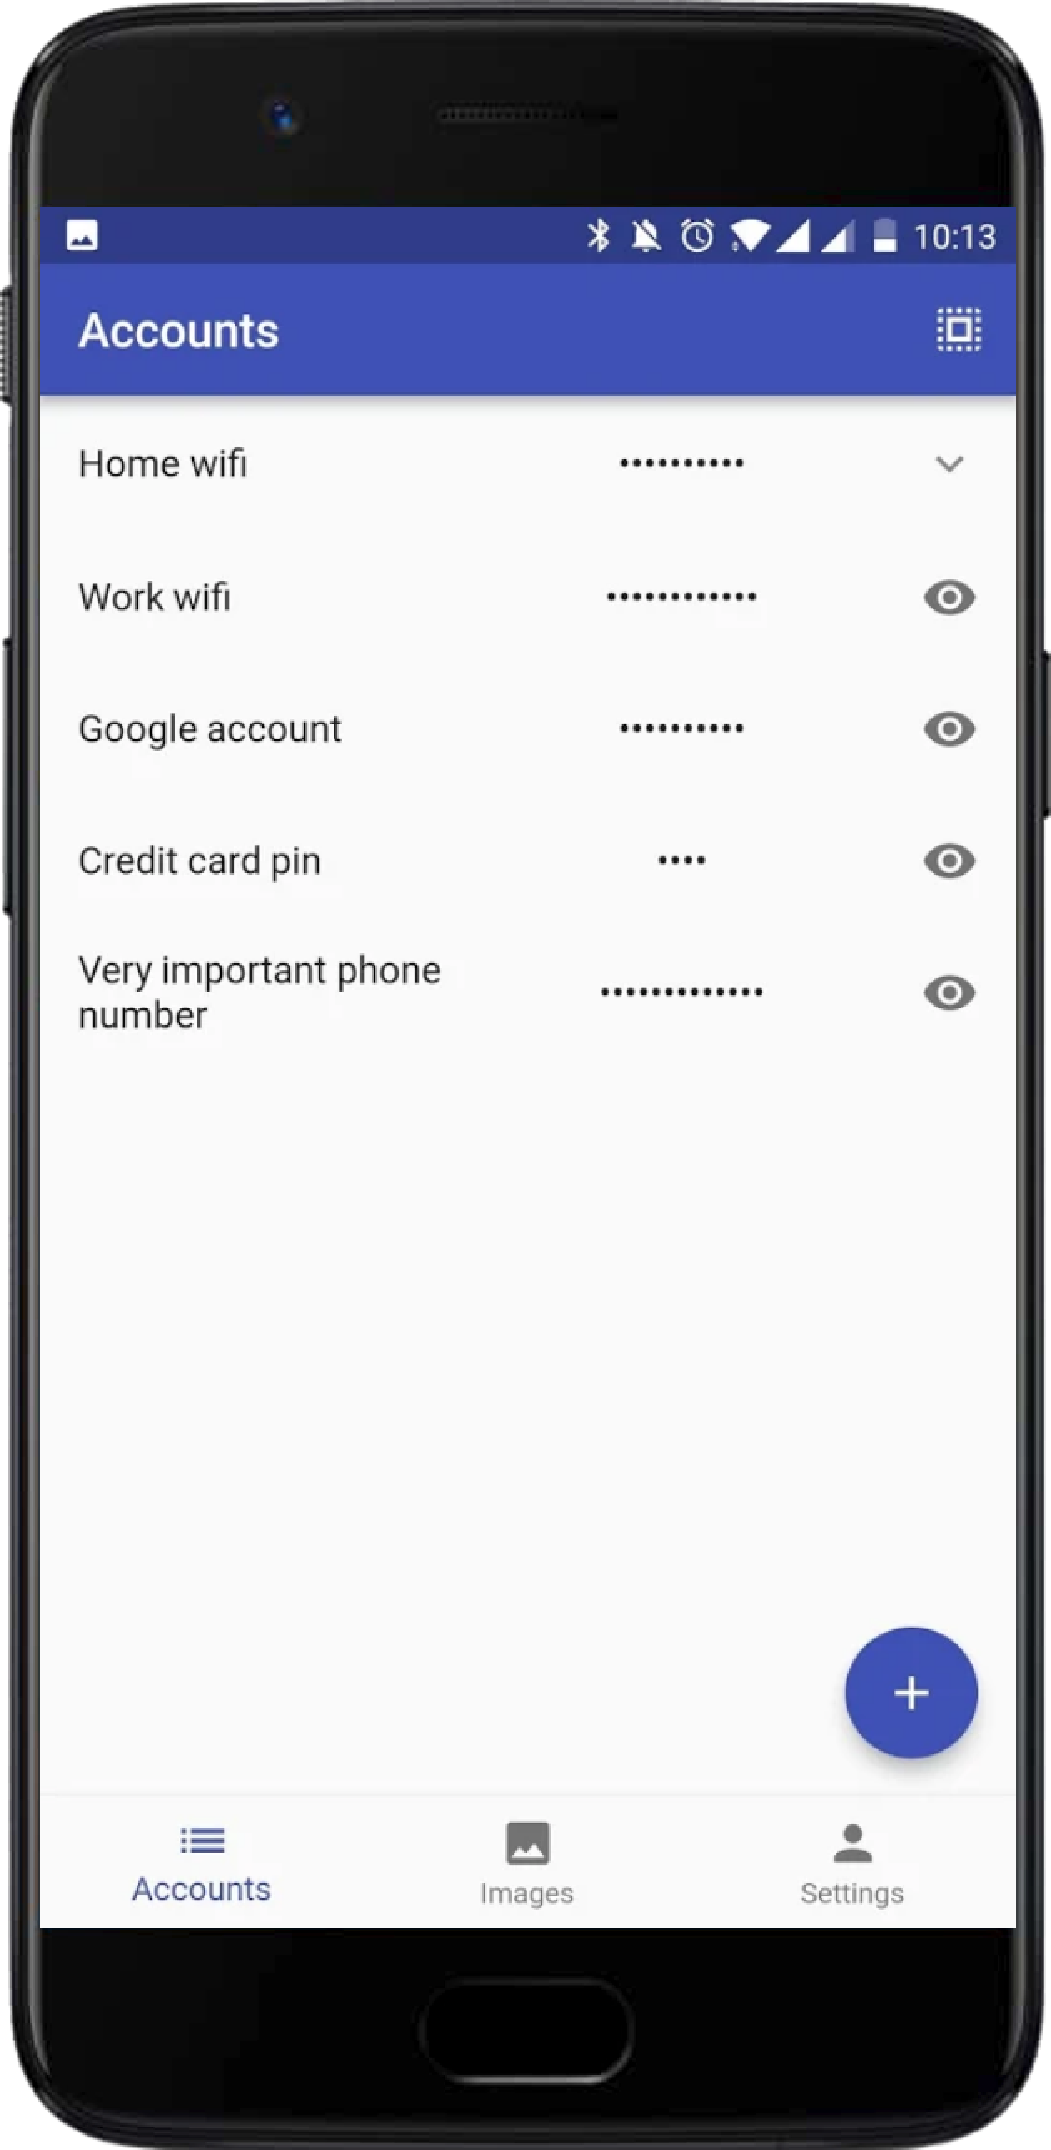 10:13
Accounts
Home wifi ••••••••••
Work wifi ••••••••••••
Google account ••••••••••
Credit card pin ••••
Very important phone
number •••••••••••••
Accounts
Images
Settings